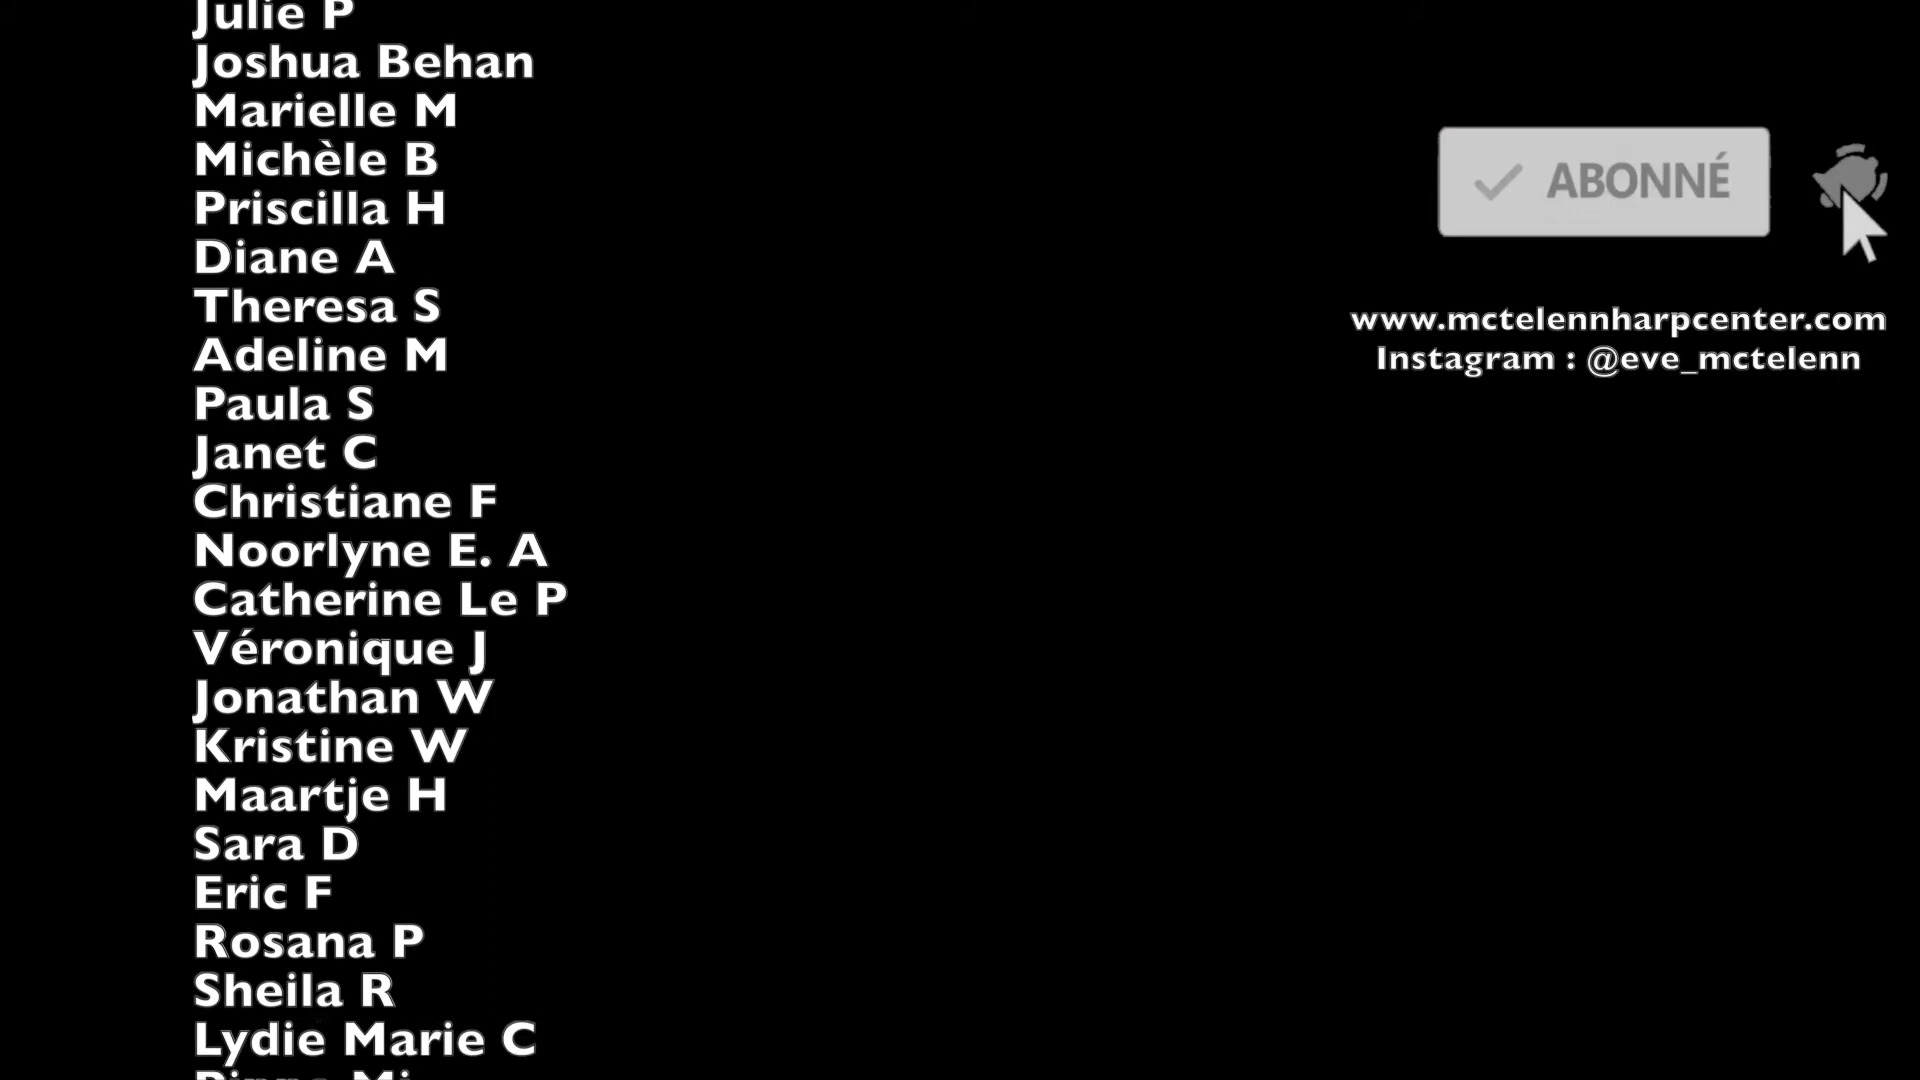 Julie P
Joshua Behan
Marielle M
Michèle B
Priscilla H
Diane A
Theresa S
Adeline M
Paula S
Janet C
Christiane F
Noorlyne E. A
Catherine Le P
Véronique J
Jonathan W
Kristine W
Maartje H
Sara D
Eric F
Rosana P
Sheila R
Lydie Marie C
ABONNÉ
www.mctelennharpcenter.com
Instagram : @eve_mctelenn